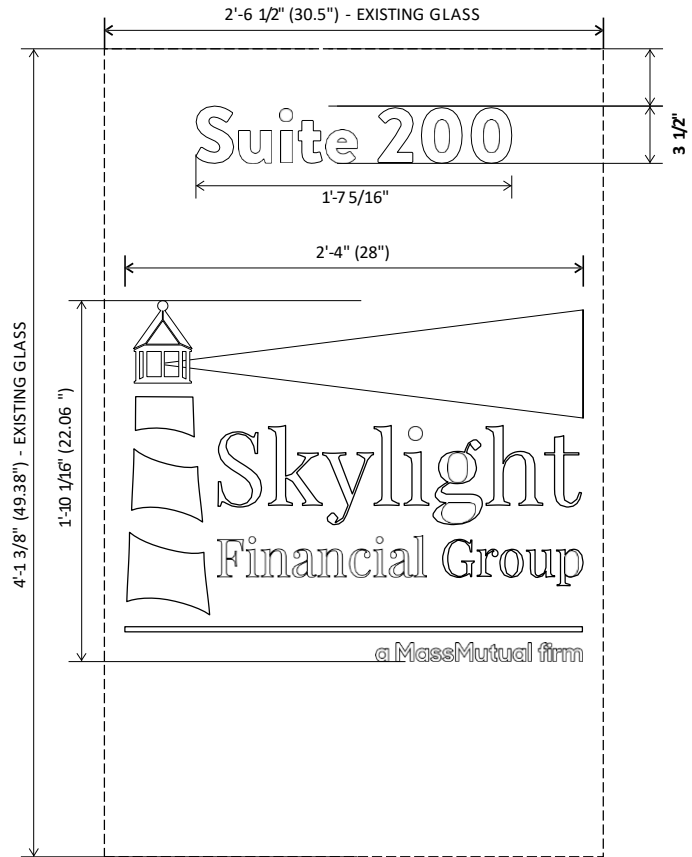 2'-6 1/2" (30.5") - EXISTING GLASS
Suite 200
3 1/2"
1'-7 5/16"
2'-4" (28")
4'-1 3/8" (49.38") - EXISTING GLASS
1'-10 1/16" (22.06 ")
Skylight
Financial Group
a MassMutual firm